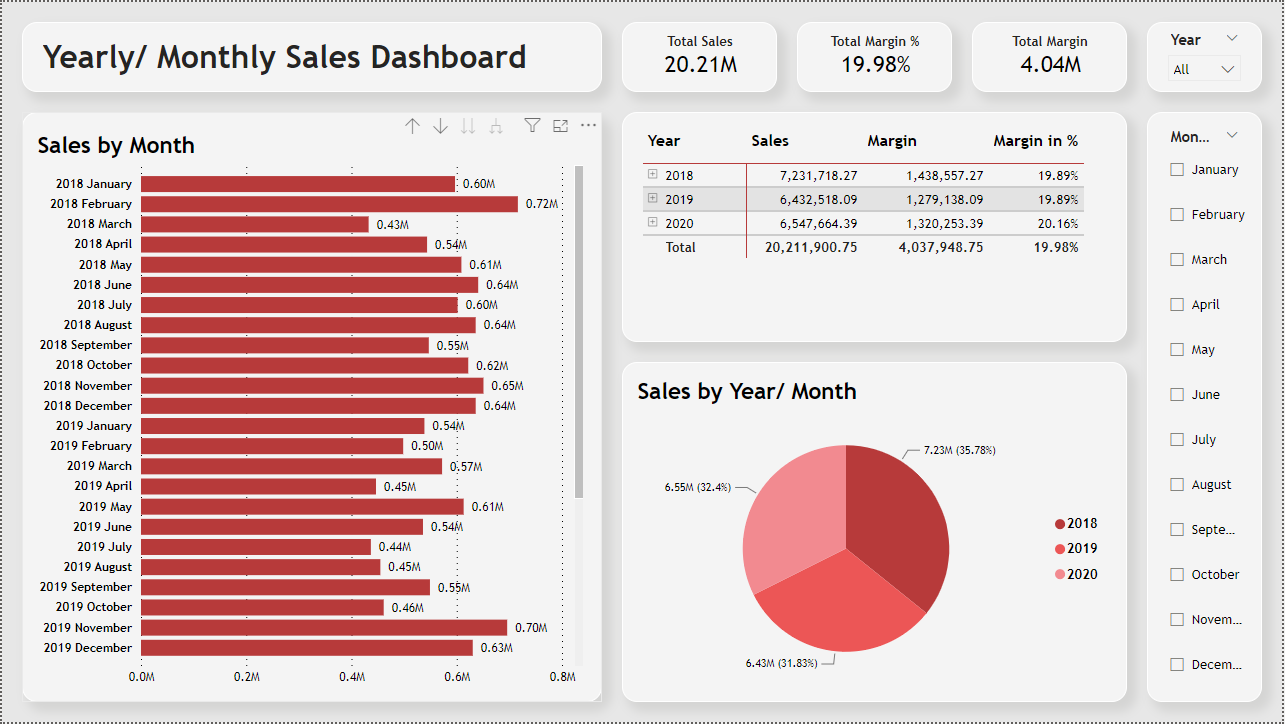 Yearly/ Monthly Sales Dashboard
Total Sales
20.21M
Total Margin %
19.98%
Total Margin
4.04M
Year
All
Sales by Month
2018 January 0.60M
2018 February 0.72M
2018 March 0.43M
2018 April 0.54M
2018 May 0.61M
2018 June 0.64M
2018 July 0.60M
2018 August 0.64M
2018 September 0.55M
2018 October 0.62M
2018 November 0.65M
2018 December 0.64M
2019 January 0.54M
2019 February 0.50M
2019 March 0.57M
2019 April 0.45M
2019 May 0.61M
2019 June 0.54M
2019 July 0.44M
2019 August 0.45M
2019 September 0.55M
2019 October 0.46M
2019 November 0.70M
2019 December 0.63M
0.0M 0.2M 0.4M 0.6M 0.8M
Year Sales Margin Margin in %
2018 7,231,718.27 1,438,557.27 19.89%
2019 6,432,518.09 1,279,138.09 19.89%
2020 6,547,664.39 1,320,253.39 20.16%
Total 20,211,900.75 4,037,948.75 19.98%
Sales by Year/ Month
7.23M (35.78%)
6.55M (32.4%)
6.43M (31.83%)
2018
2019
2020
Mon...
January
February
March
April
May
June
July
August
Septe...
October
Novem...
Decem...